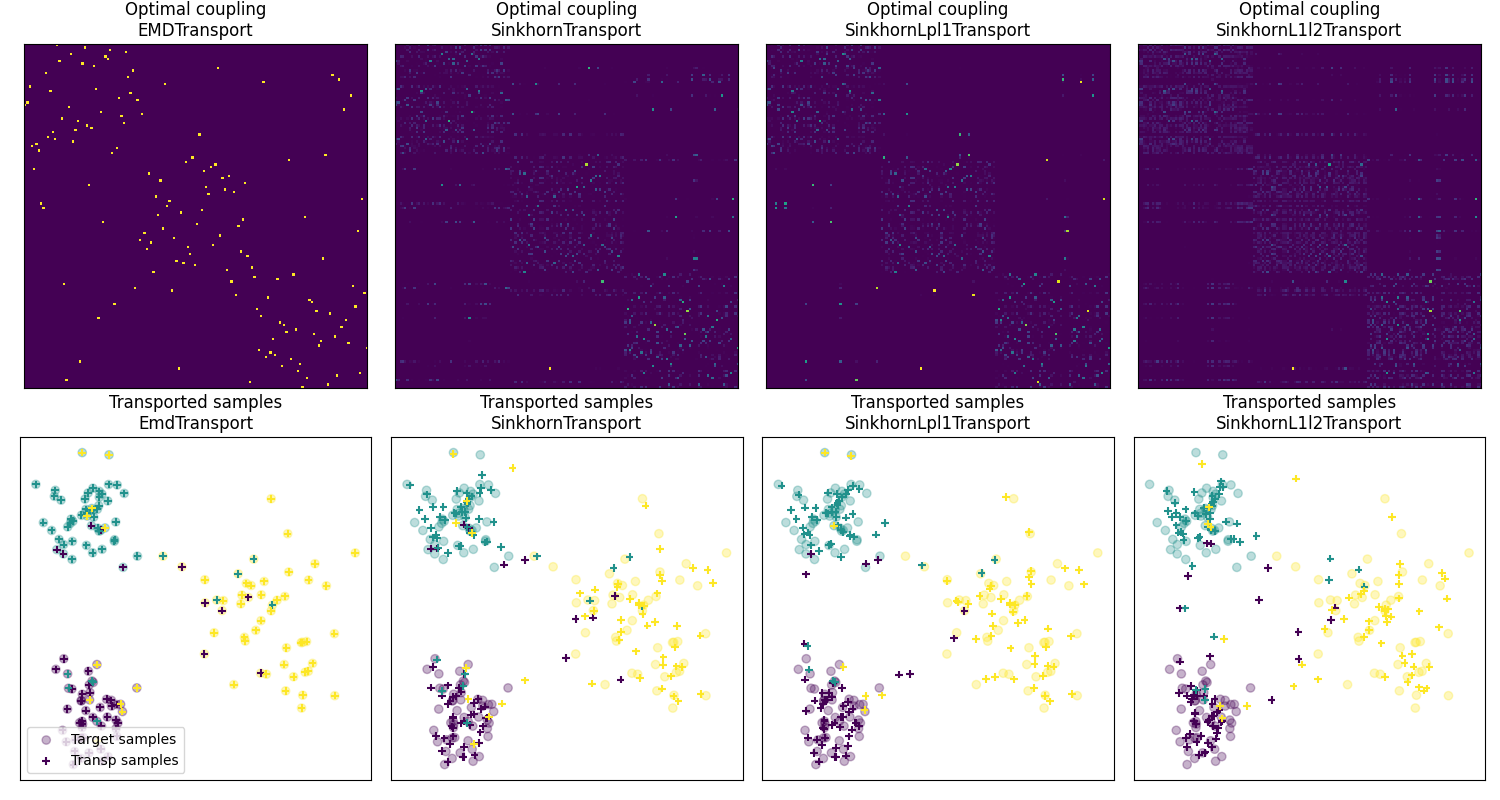 Optimal coupling
EMDTransport
Optimal coupling
SinkhornTransport
Optimal coupling
SinkhornLpl1Transport
Optimal coupling
SinkhornL1l2Transport
Transported samples
EmdTransport
Transported samples
SinkhornTransport
Transported samples
SinkhornLpl1Transport
Transported samples
SinkhornL1l2Transport
Target samples
Transp samples